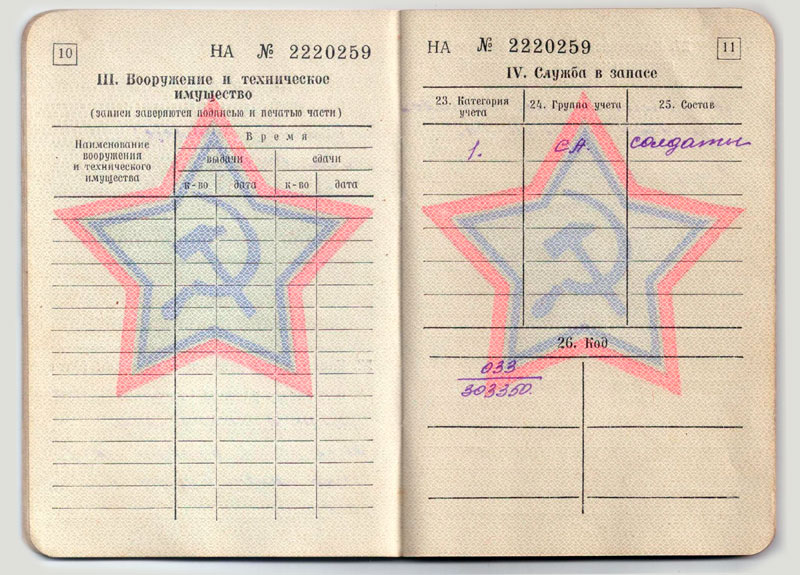 10
НА № 2220259
III. Вооружение и техническое
имущество
(записи заверяются подписью и печатью части)
Наименование
вооружения
и технического
имущества
Время
выдачи
сдачи
к-во
дата
к-во
дата
НА № 2220259
11
IV. Служба в запасе
23. Категория
учета
24. Группа учета
25. Состав
1.
СА.
солдаты
26. Код
033
303350.